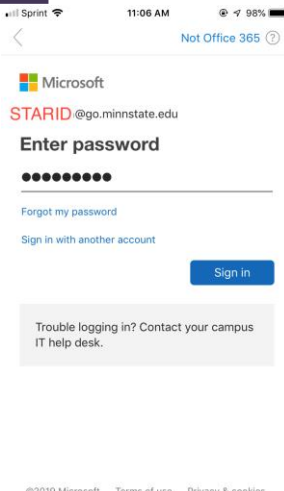 Sprint 11:06 AM 98%
Not Office 365 ?
Microsoft
STARID @go.minnstate.edu
Enter password
Forgot my password
Sign in with another account
Sign in
Trouble logging in? Contact your campus
IT help desk.
©2019 Microsoft Terms of use Privacy & cookies